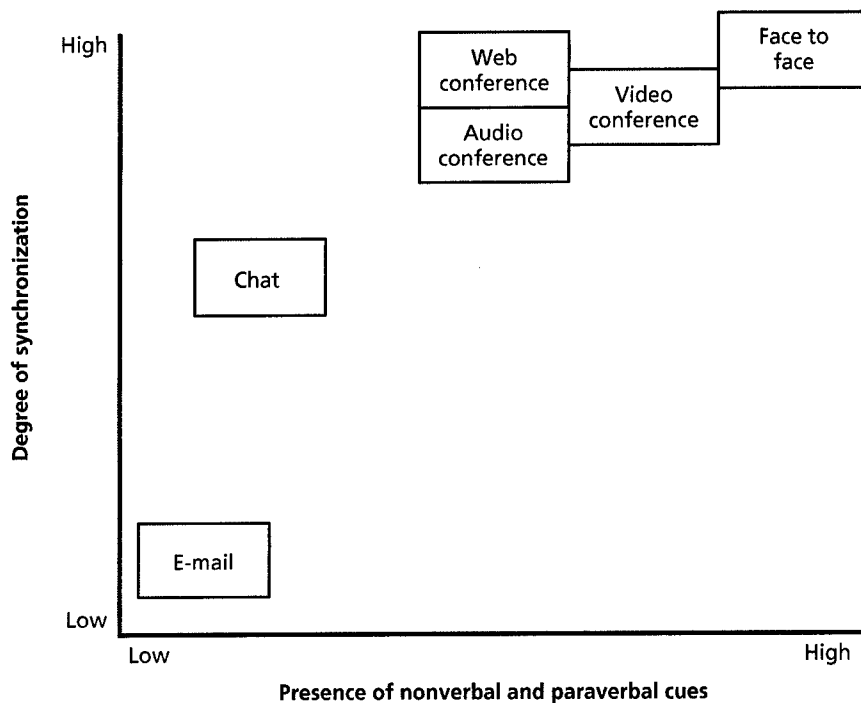 High
Web
conference
Face to
face
Video
conference
Audio
conference
Degree of synchronization
Chat
E-mail
Low
Low
High
Presence of nonverbal and paraverbal cues